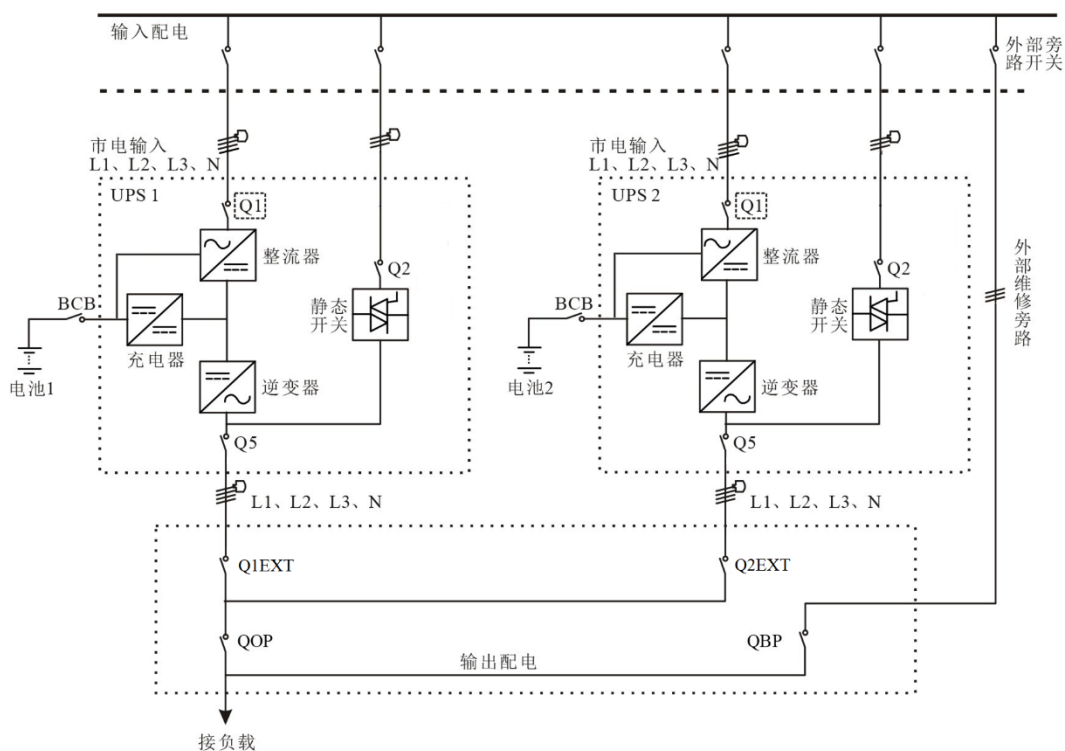 输入配电
外部旁
路开关
市电输入
L1、L2、L3、N
市电输入
L1、L2、L3、N
UPS 1
Q1
整流器
Q2
BCB
静态
开关
充电器
电池1
逆变器
Q5
UPS 2
Q1
整流器
Q2
BCB
静态
开关
充电器
电池2
逆变器
Q5
外部维修旁路
L1、L2、L3、N
L1、L2、L3、N
Q1EXT
Q2EXT
QOP
QBP
输出配电
接负载